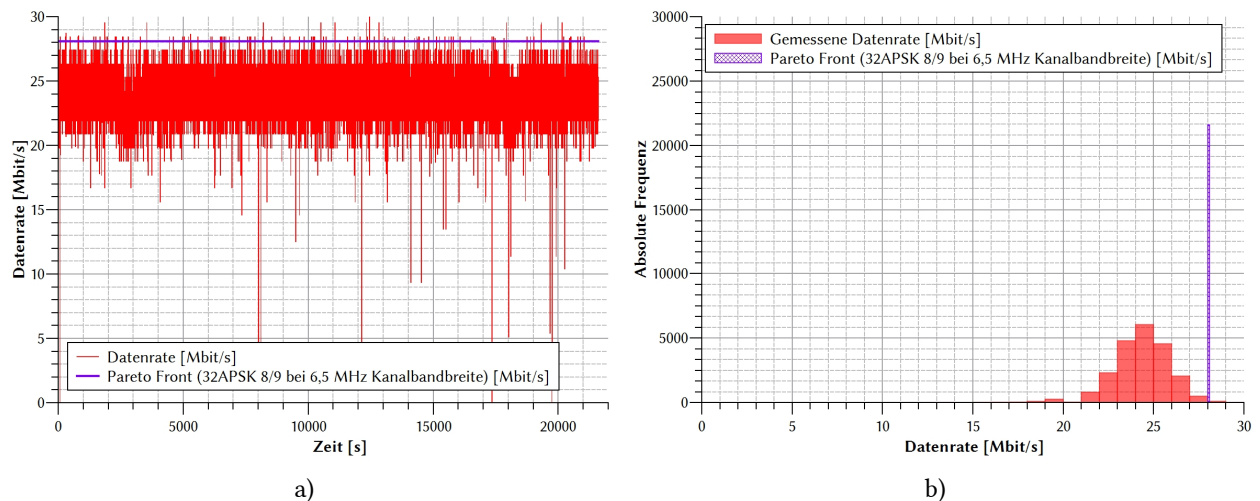 30
25
20
15
10
5
0
Datenrate [Mbit/s]
Datenrate [Mbit/s]
Pareto Front (32APSK 8/9 bei 6,5 MHz Kanalbandbreite) [Mbit/s]
0 5000 10000 15000 20000
Zeit [s]
a)
30000
25000
20000
15000
10000
5000
0
Absolute Frequenz
Gemessene Datenrate [Mbit/s]
Pareto Front (32APSK 8/9 bei 6,5 MHz Kanalbandbreite) [Mbit/s]
0 5 10 15 20 25 30
Datenrate [Mbit/s]
b)